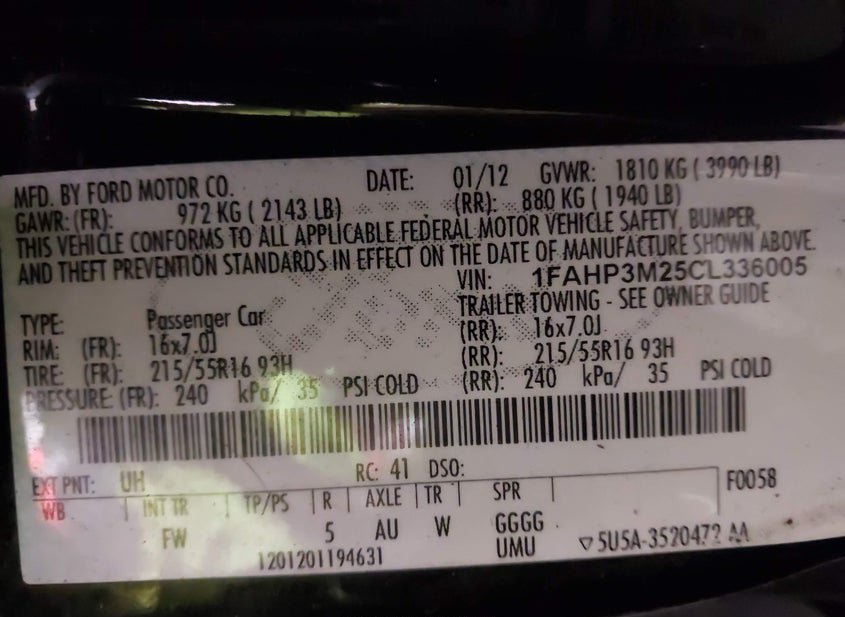 MFD. BY FORD MOTOR CO. DATE: 01/12 GVWR: 1810 KG ( 3990 LB)
GAWR: (FR): 972 KG ( 2143 LB) (RR): 880 KG ( 1940 LB)
THIS VEHICLE CONFORMS TO ALL APPLICABLE FEDERAL MOTOR VEHICLE SAFETY, BUMPER,
AND THEFT PREVENTION STANDARDS IN EFFECT ON THE DATE OF MANUFACTURE SHOWN ABOVE.
VIN: 1FAHP3M25CL336005
TYPE: Passenger Car TRAILER TOWING - SEE OWNER GUIDE
RIM: (FR): 16x7.0J (RR): 16x7.0J
TIRE: (FR): 215/55R16 93H (RR): 215/55R16 93H
PRESSURE: (FR): 240 kPa/ 35 PSI COLD (RR): 240 kPa/ 35 PSI COLD
EXT PNT: UH RC: 41 DSO:
WB INT TR TP/PS R AXLE TR SPR F0058
FW 5 AU W GGGG
UMU
1201201194631 ▽5U5A-3520472 AA